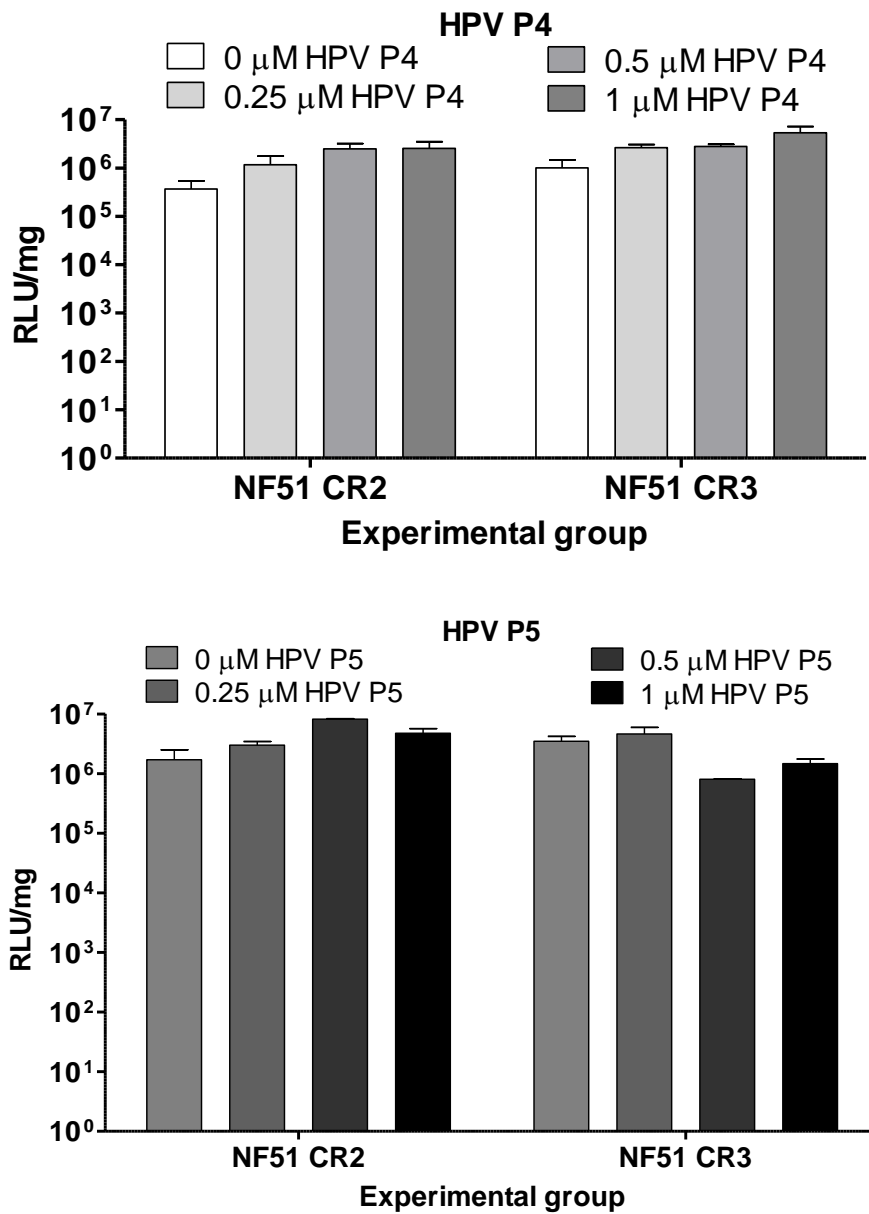 HPV P4
0 μM HPV P4
0.5 μM HPV P4
0.25 μM HPV P4
1 μM HPV P4
RLU/mg
10⁷
10⁶
10⁵
10⁴
10³
10²
10¹
10⁰
NF51 CR2
NF51 CR3
Experimental group
HPV P5
0 μM HPV P5
0.5 μM HPV P5
0.25 μM HPV P5
1 μM HPV P5
RLU/mg
10⁷
10⁶
10⁵
10⁴
10³
10²
10¹
10⁰
NF51 CR2
NF51 CR3
Experimental group